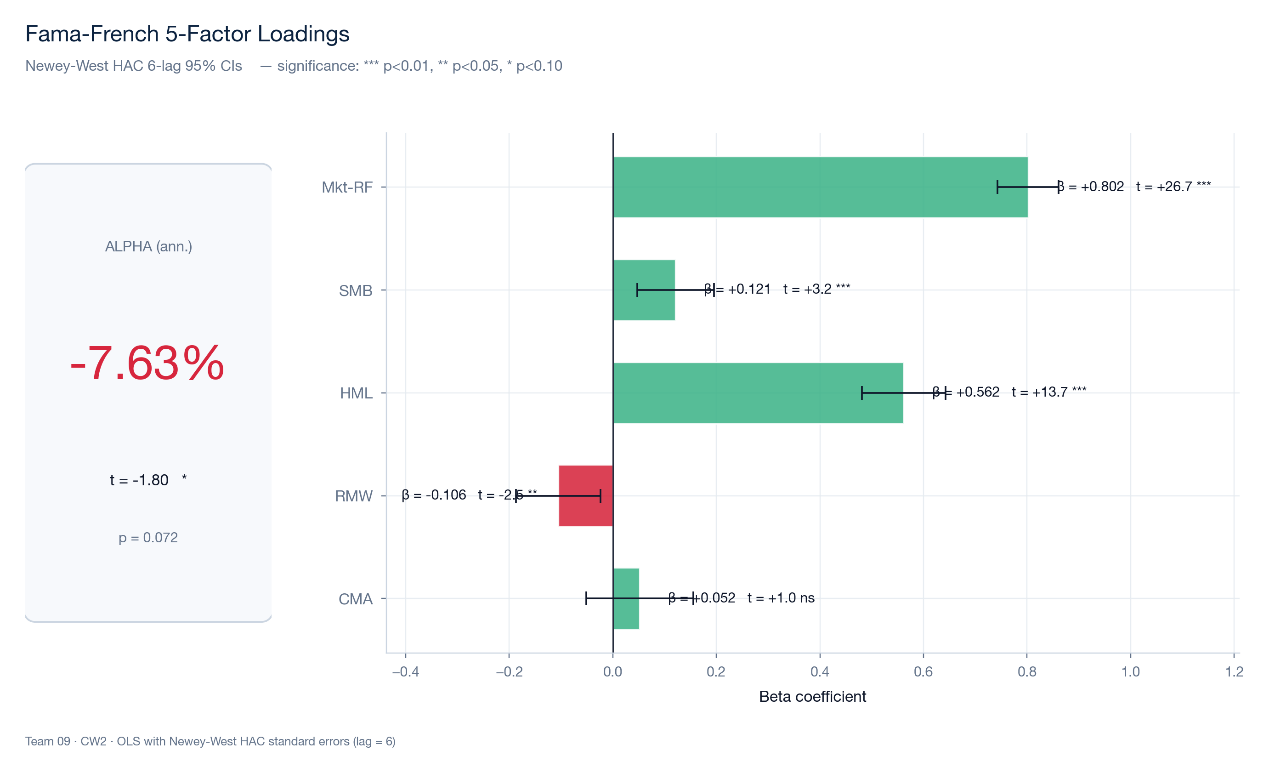 Fama-French 5-Factor Loadings
Newey-West HAC 6-lag 95% CIs — significance: *** p<0.01, ** p<0.05, * p<0.10
ALPHA (ann.)
-7.63%
t = -1.80 *
p = 0.072
Mkt-RF
β = +0.802 t = +26.7 ***
SMB
β = +0.121 t = +3.2 ***
HML
β = +0.562 t = +13.7 ***
RMW
β = -0.106 t = -2.5 **
CMA
β = +0.052 t = +1.0 ns
−0.4 −0.2 0.0 0.2 0.4 0.6 0.8 1.0 1.2
Beta coefficient
Team 09 · CW2 · OLS with Newey-West HAC standard errors (lag = 6)